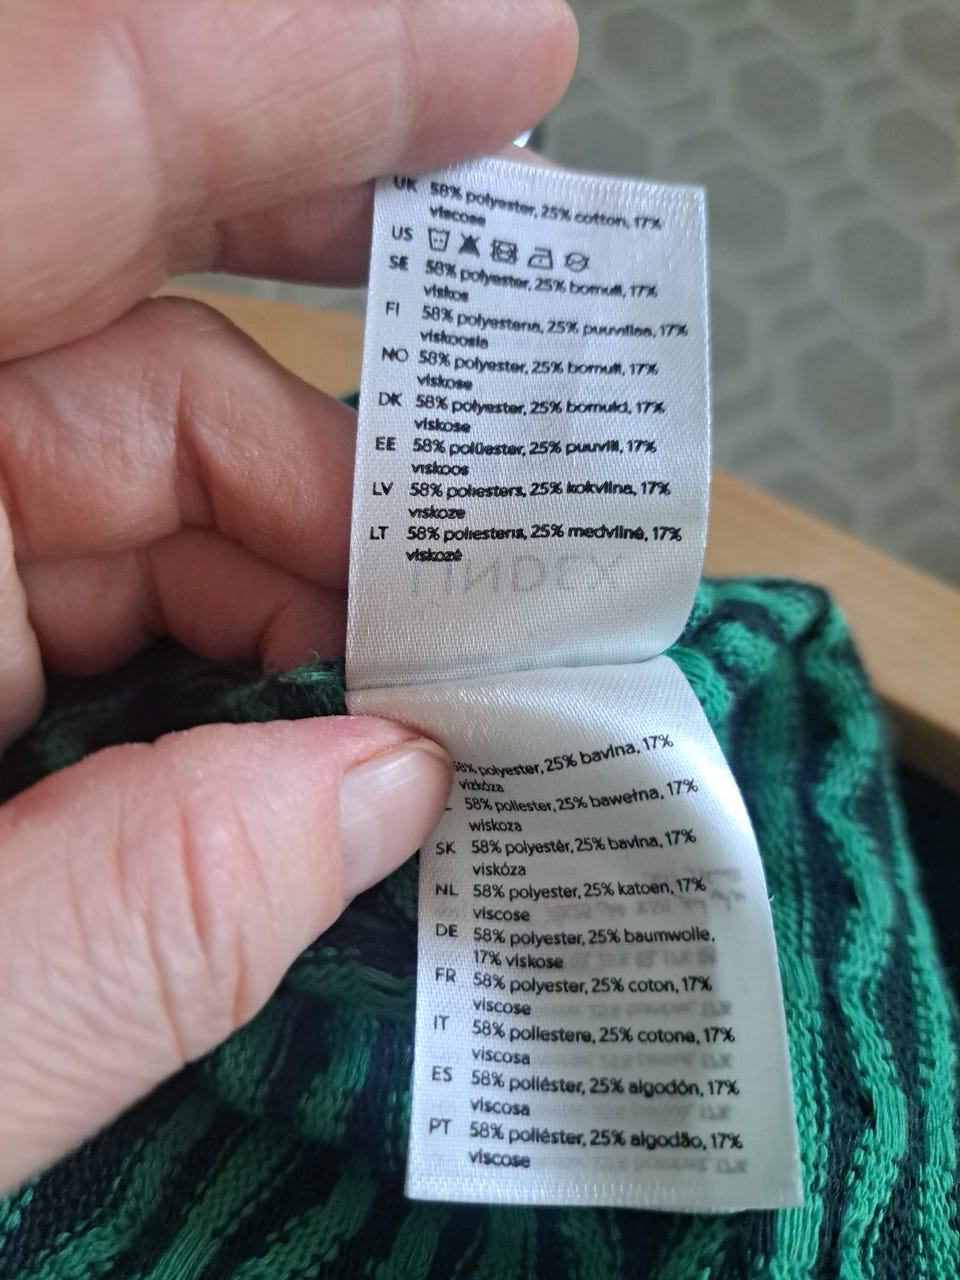 UK 58% polyester, 25% cotton, 17%
viscose
US
SE 58% polyester, 25% bomull, 17%
viskos
FI 58% polyesteria, 25% puuvillaa, 17%
viskoosia
NO 58% polyester, 25% bomull, 17%
viskose
DK 58% polyester, 25% bomuld, 17%
viskose
EE 58% polüester, 25% puuvill, 17%
viskoos
LV 58% poliesters, 25% kokvilna, 17%
viskoze
LT 58% poliesteris, 25% medvilnė, 17%
viskozė
58% polyester, 25% bavlna, 17%
vizkóza
58% poliester, 25% bawełna, 17%
wiskoza
SK 58% polyestér, 25% bavlna, 17%
viskóza
NL 58% polyester, 25% katoen, 17%
viscose
DE 58% polyester, 25% baumwolle,
17% viskose
FR 58% polyester, 25% coton, 17%
viscose
IT 58% poliestere, 25% cotone, 17%
viscosa
ES 58% poliéster, 25% algodón, 17%
viscosa
PT 58% poliéster, 25% algodão, 17%
viscose